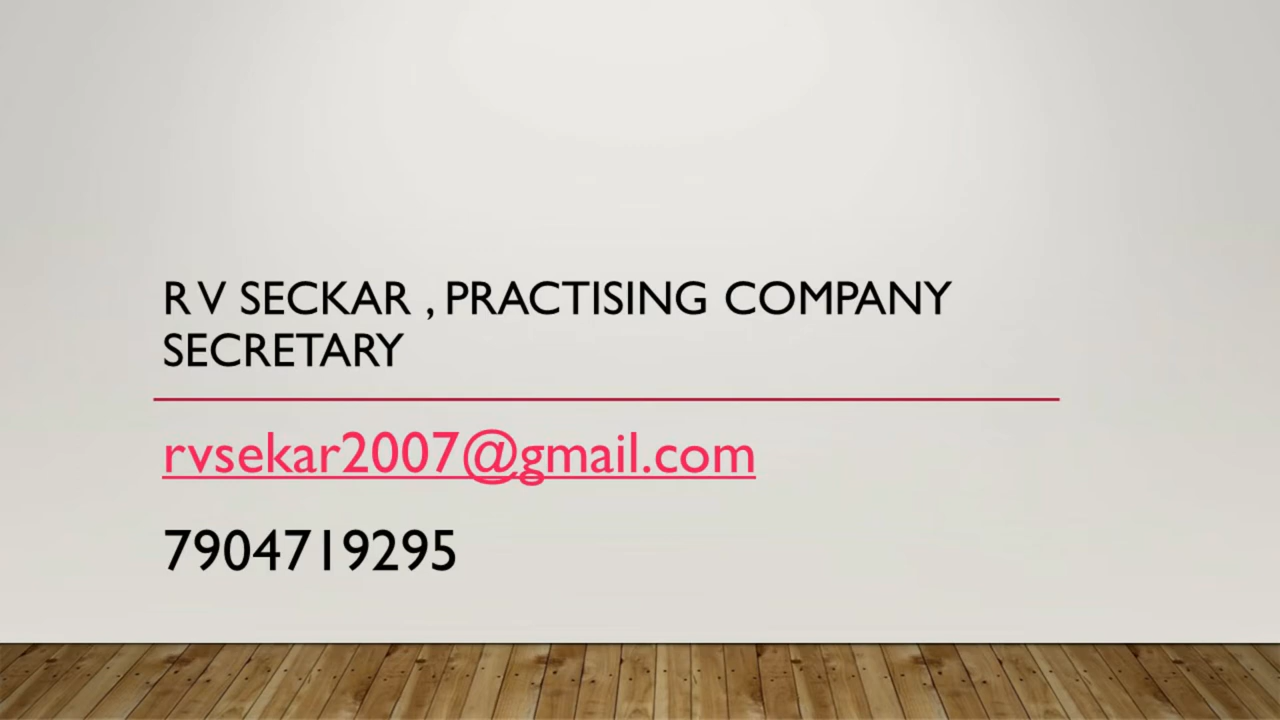 R V SECKAR , PRACTISING COMPANY
SECRETARY
rvsekar2007@gmail.com
7904719295